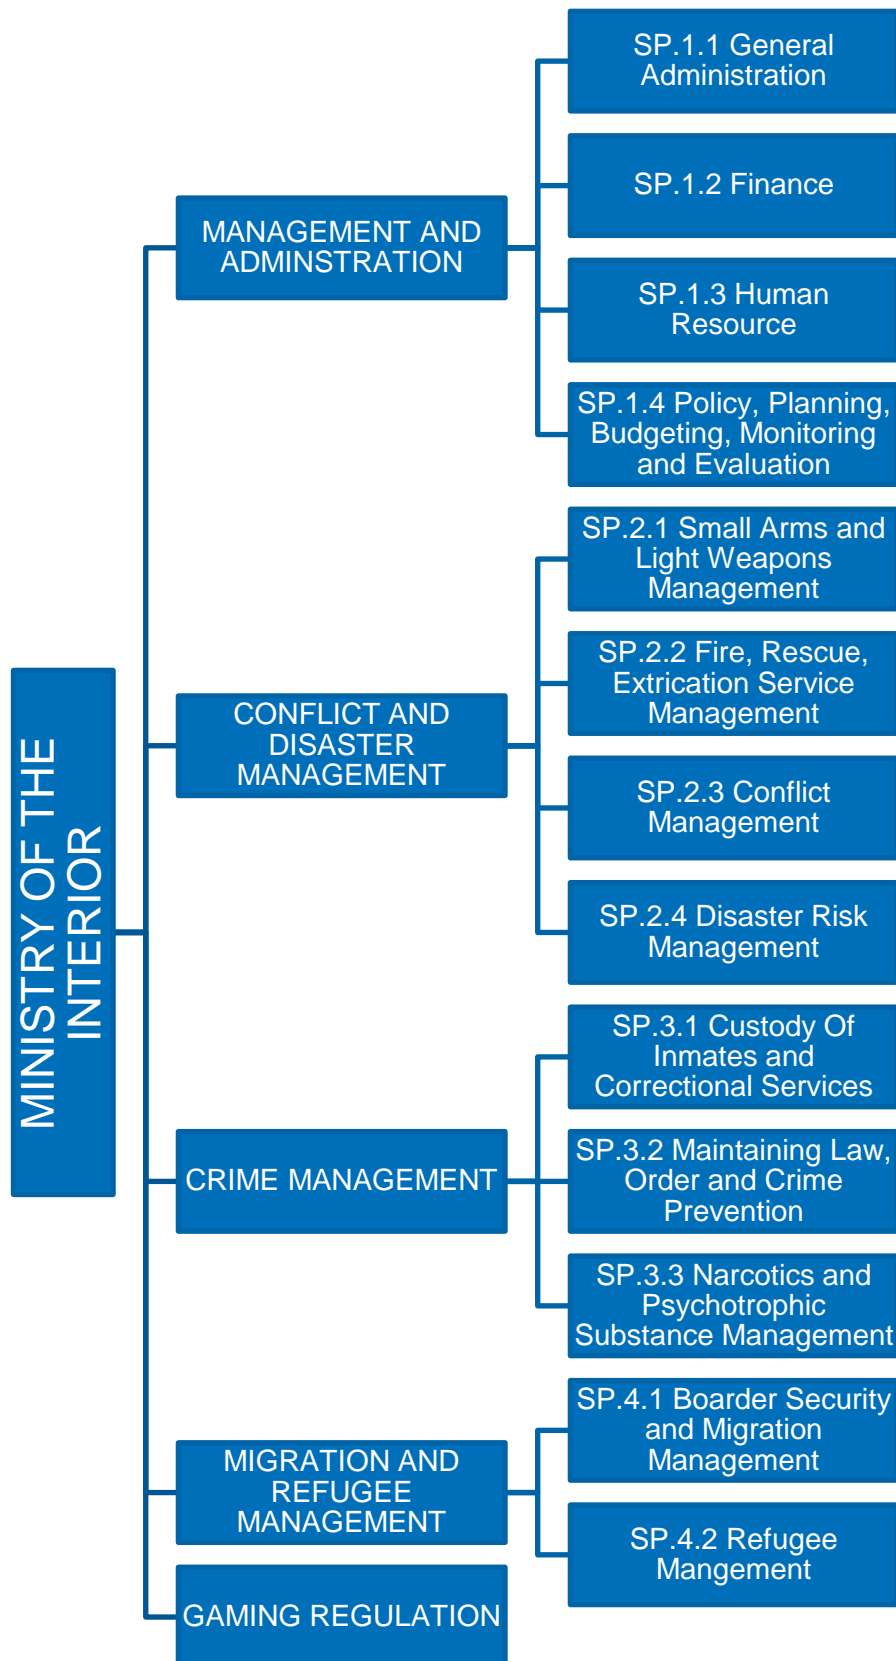 MINISTRY OF THE
INTERIOR
MANAGEMENT AND
ADMINSTRATION
SP.1.1 General
Administration
SP.1.2 Finance
SP.1.3 Human
Resource
SP.1.4 Policy, Planning,
Budgeting, Monitoring
and Evaluation
CONFLICT AND
DISASTER
MANAGEMENT
SP.2.1 Small Arms and
Light Weapons
Management
SP.2.2 Fire, Rescue,
Extrication Service
Management
SP.2.3 Conflict
Management
SP.2.4 Disaster Risk
Management
CRIME MANAGEMENT
SP.3.1 Custody Of
Inmates and
Correctional Services
SP.3.2 Maintaining Law,
Order and Crime
Prevention
SP.3.3 Narcotics and
Psychotrophic
Substance Management
MIGRATION AND
REFUGEE
MANAGEMENT
SP.4.1 Boarder Security
and Migration
Management
SP.4.2 Refugee
Mangement
GAMING REGULATION